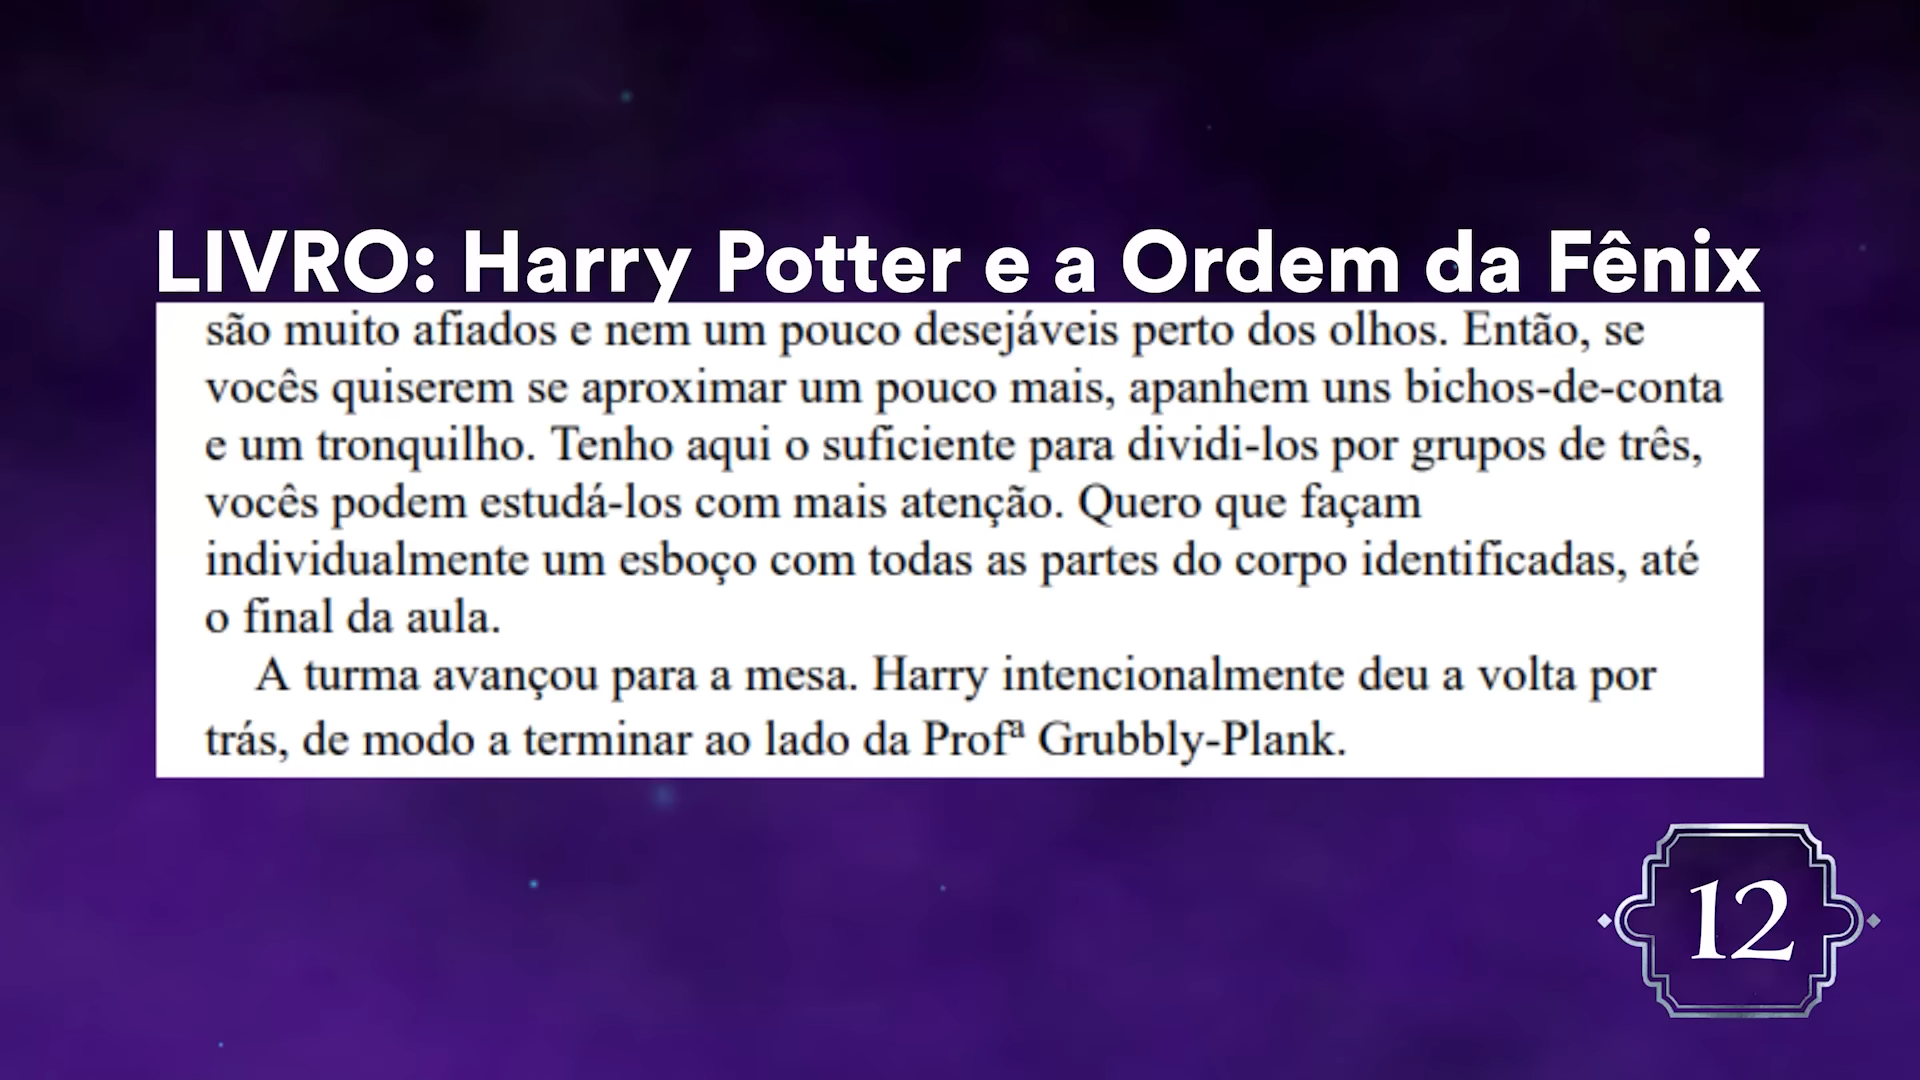 LIVRO: Harry Potter e a Ordem da Fênix
são muito afiados e nem um pouco desejáveis perto dos olhos. Então, se
vocês quiserem se aproximar um pouco mais, apanhem uns bichos-de-conta
e um tronquilho. Tenho aqui o suficiente para dividi-los por grupos de três,
vocês podem estudá-los com mais atenção. Quero que façam
individualmente um esboço com todas as partes do corpo identificadas, até
o final da aula.
A turma avançou para a mesa. Harry intencionalmente deu a volta por
trás, de modo a terminar ao lado da Profª Grubbly-Plank.
12